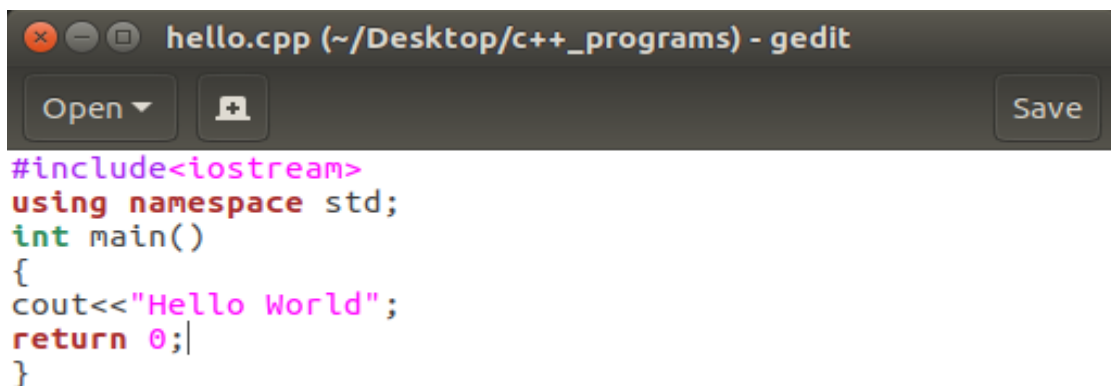 hello.cpp (~/Desktop/c++_programs) - gedit
Open Save
#include<iostream>
using namespace std;
int main()
{
cout<<"Hello World";
return 0;
}